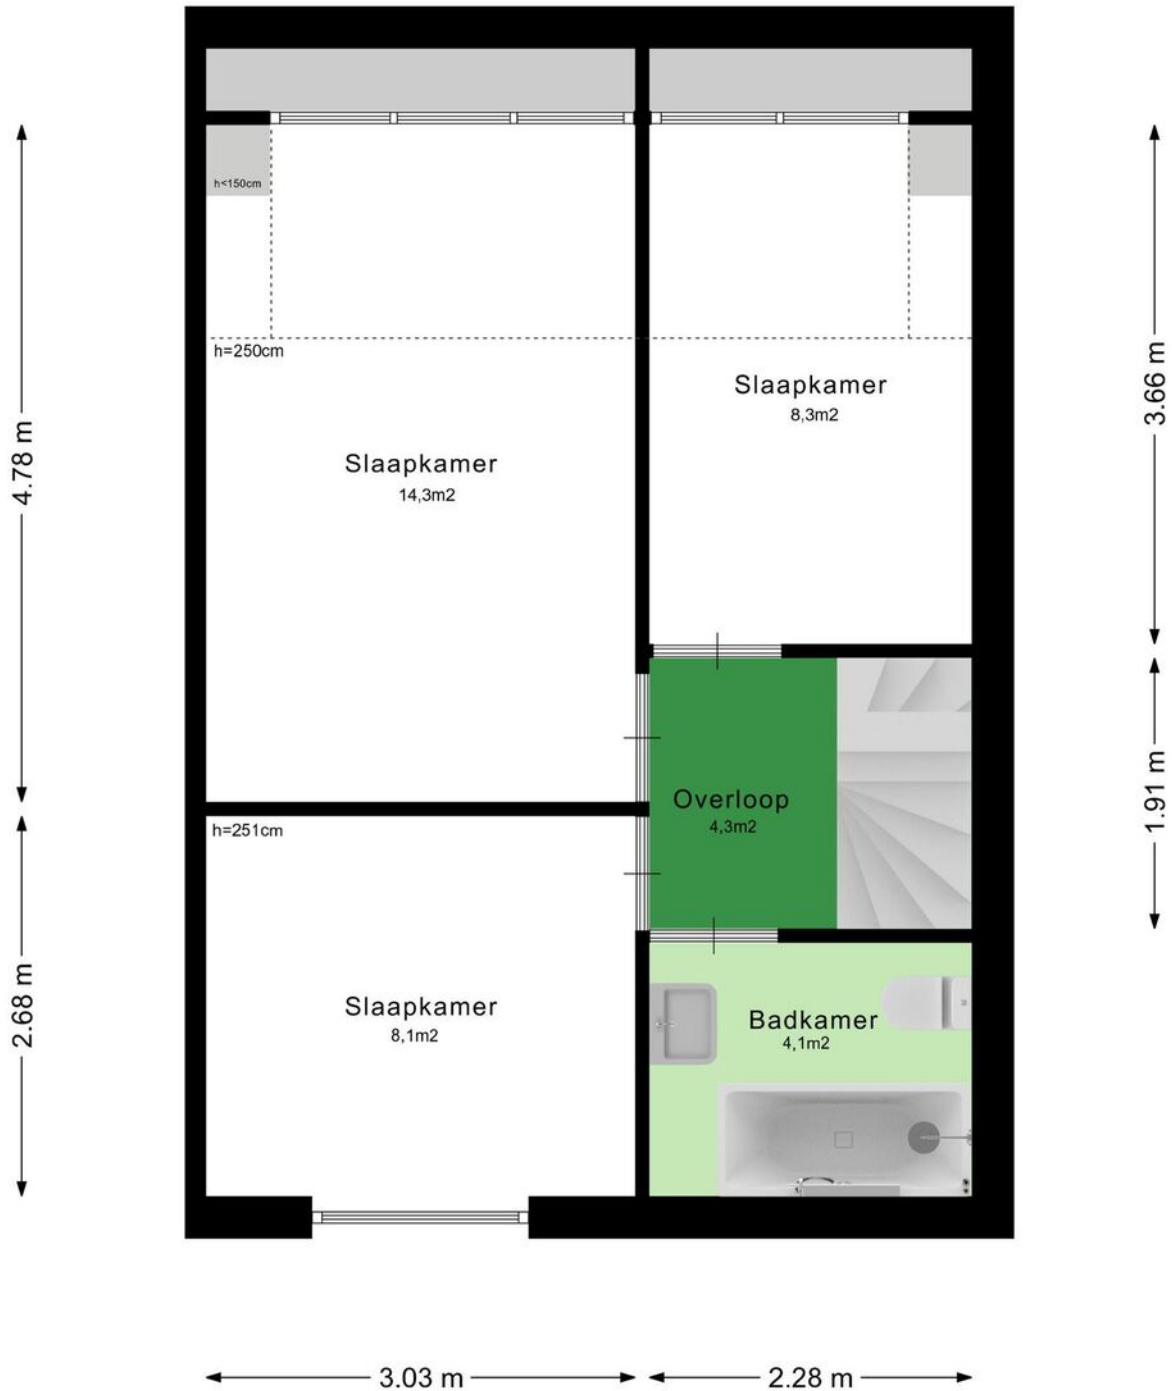 h<150cm
h=250cm
Slaapkamer
8,3m2
Slaapkamer
14,3m2
4.78 m
3.66 m
Overloop
4,3m2
1.91 m
h=251cm
Slaapkamer
8,1m2
Badkamer
4,1m2
2.68 m
3.03 m
2.28 m